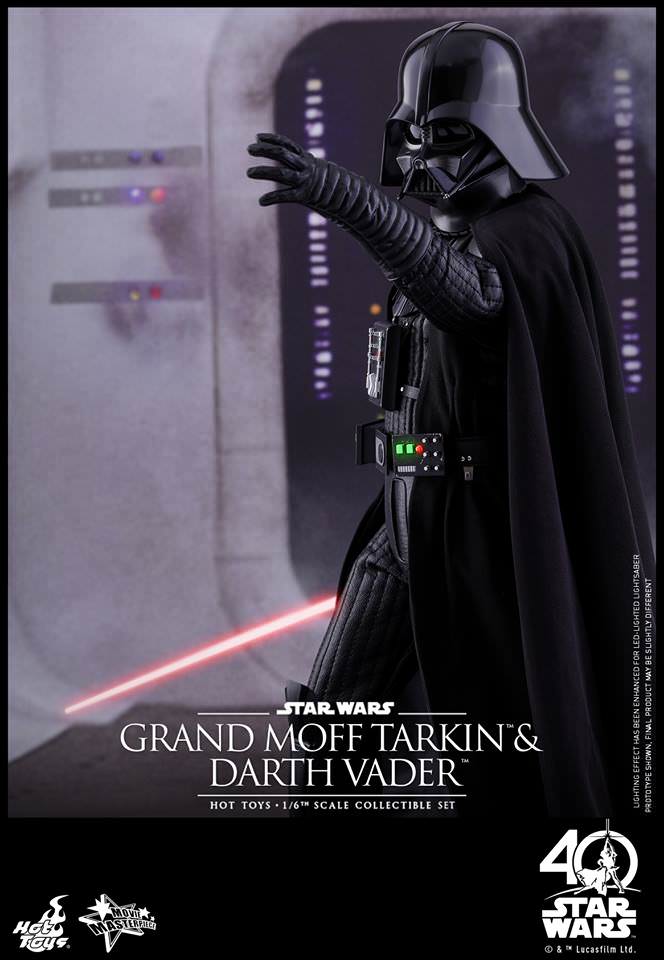 STAR WARS
GRAND MOFF TARKIN™ &
DARTH VADER™
HOT TOYS • 1/6TH SCALE COLLECTIBLE SET
LIGHTING EFFECT HAS BEEN ENHANCED FOR LED-LIGHTED LIGHTSABER
PROTOTYPE SHOWN, FINAL PRODUCT MAY BE SLIGHTLY DIFFERENT
Hot
Toys
MOVIE
MASTERPIECE
40
STAR
WARS
© & ™ Lucasfilm Ltd.